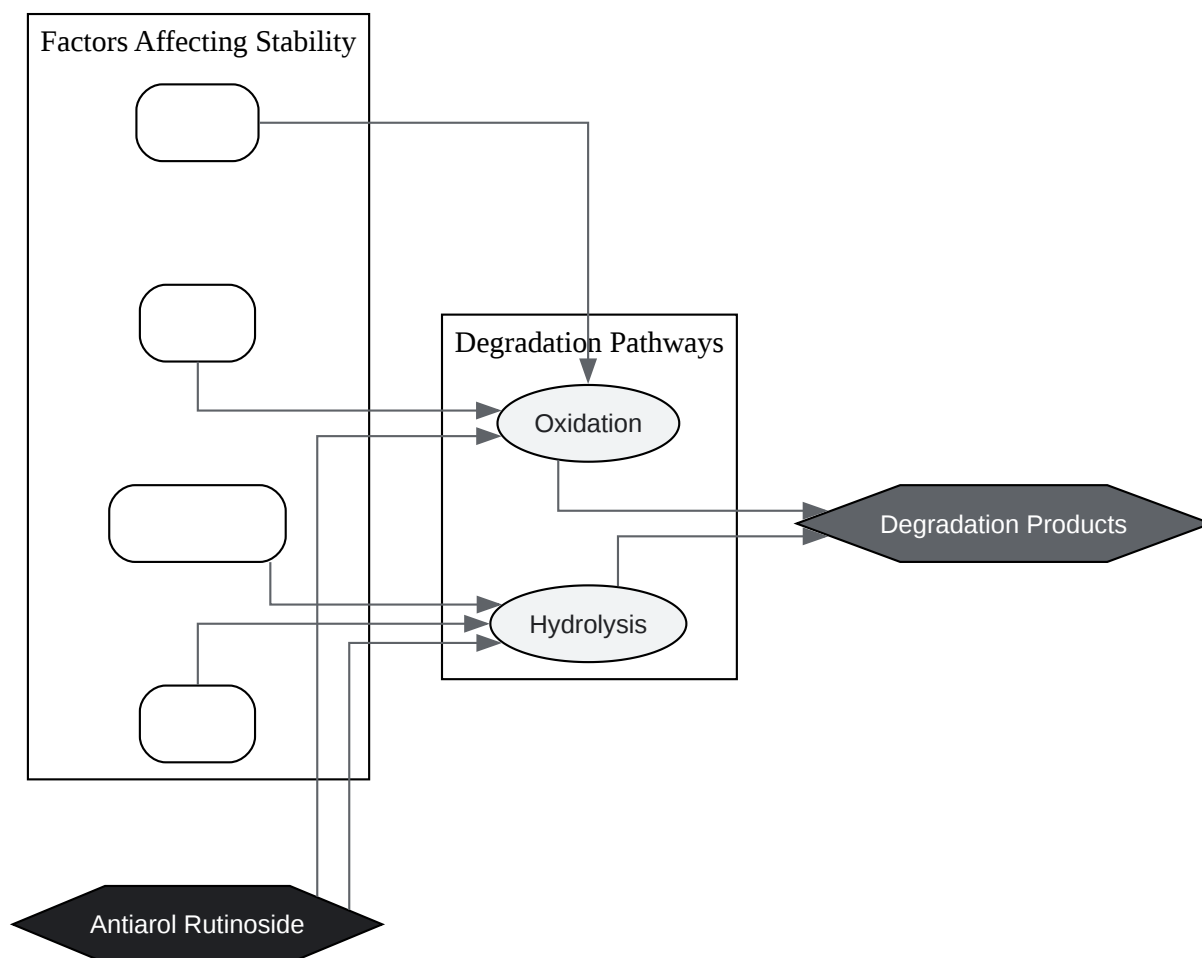 Factors Affecting Stability
Degradation Pathways
Oxidation
Degradation Products
Hydrolysis
Antiarol Rutinoside